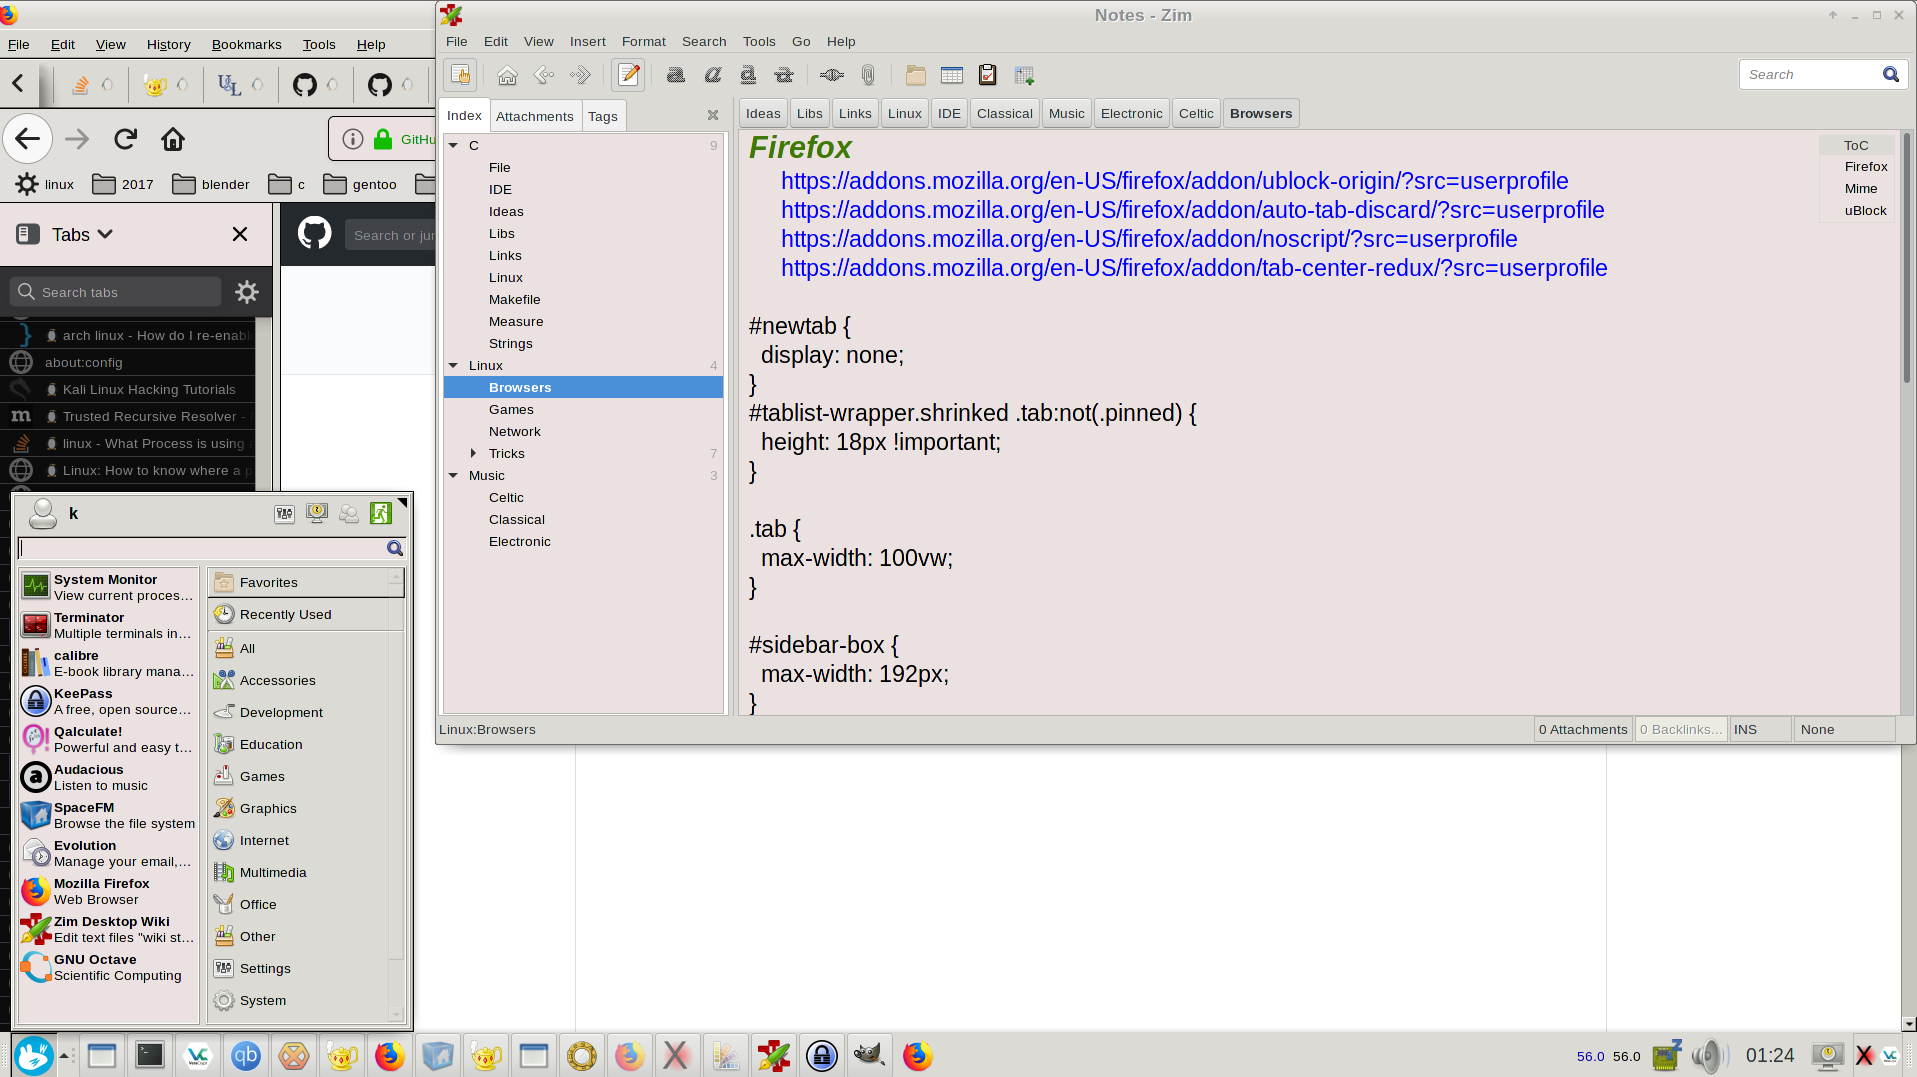 Notes - Zim
File Edit View History Bookmarks Tools Help
File Edit View Insert Format Search Tools Go Help
Search
Index Attachments Tags
Ideas Libs Links Linux IDE Classical Music Electronic Celtic Browsers
GitHu
linux 2017 blender c gentoo
Tabs
Search or jun
Search tabs
arch linux - How do I re-enabl
about:config
Kali Linux Hacking Tutorials
Trusted Recursive Resolver -
linux - What Process is using
Linux: How to know where a p
C 9
File
IDE
Ideas
Libs
Links
Linux
Makefile
Measure
Strings
Linux 4
Browsers
Games
Network
Tricks 7
Music 3
Celtic
Classical
Electronic
Firefox
https://addons.mozilla.org/en-US/firefox/addon/ublock-origin/?src=userprofile
https://addons.mozilla.org/en-US/firefox/addon/auto-tab-discard/?src=userprofile
https://addons.mozilla.org/en-US/firefox/addon/noscript/?src=userprofile
https://addons.mozilla.org/en-US/firefox/addon/tab-center-redux/?src=userprofile
#newtab {
display: none;
}
#tablist-wrapper.shrinked .tab:not(.pinned) {
height: 18px !important;
}
.tab {
max-width: 100vw;
}
#sidebar-box {
max-width: 192px;
}
ToC
Firefox
Mime
uBlock
Linux:Browsers
0 Attachments 0 Backlinks... INS None
k
System Monitor
View current proces...
Terminator
Multiple terminals in...
calibre
E-book library mana...
KeePass
A free, open source...
Qalculate!
Powerful and easy t...
Audacious
Listen to music
SpaceFM
Browse the file system
Evolution
Manage your email,...
Mozilla Firefox
Web Browser
Zim Desktop Wiki
Edit text files "wiki st...
GNU Octave
Scientific Computing
Favorites
Recently Used
All
Accessories
Development
Education
Games
Graphics
Internet
Multimedia
Office
Other
Settings
System
56.0 56.0 01:24